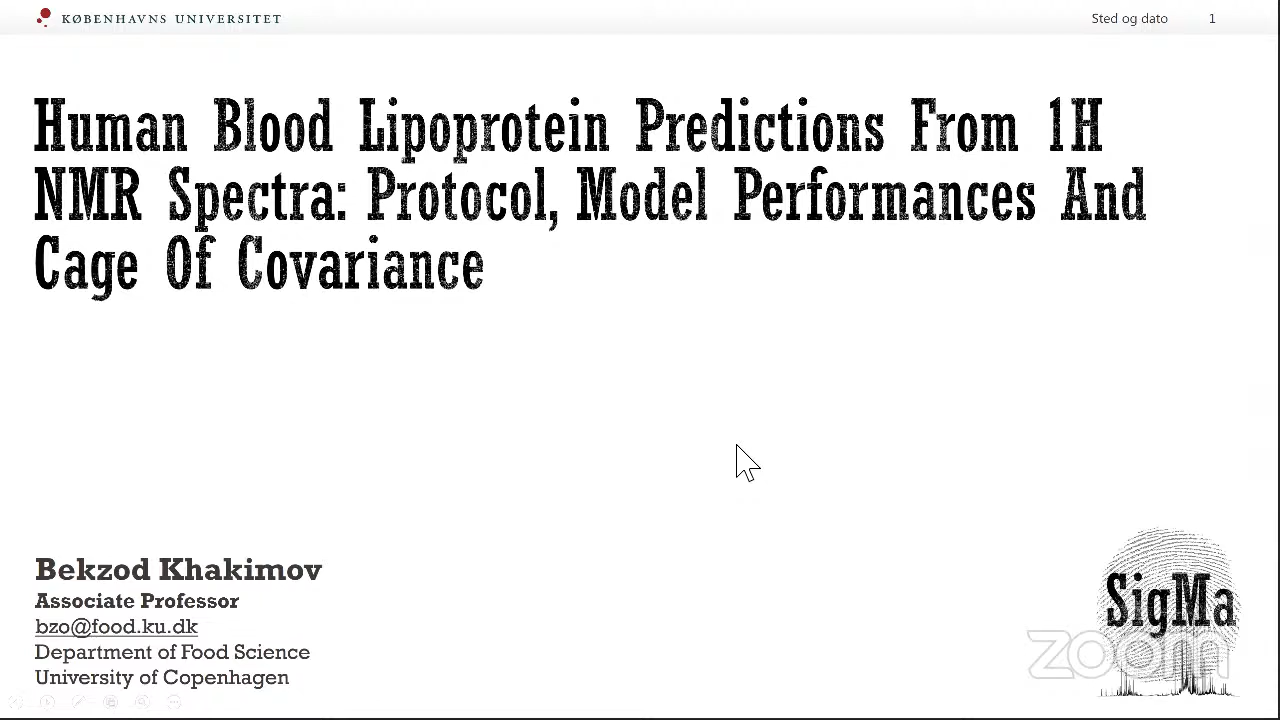 KØBENHAVNS UNIVERSITET
Sted og dato 1
Human Blood Lipoprotein Predictions From 1H
NMR Spectra: Protocol, Model Performances And
Cage Of Covariance
Bekzod Khakimov
Associate Professor
bzo@food.ku.dk
Department of Food Science
University of Copenhagen
SigMa
zoom